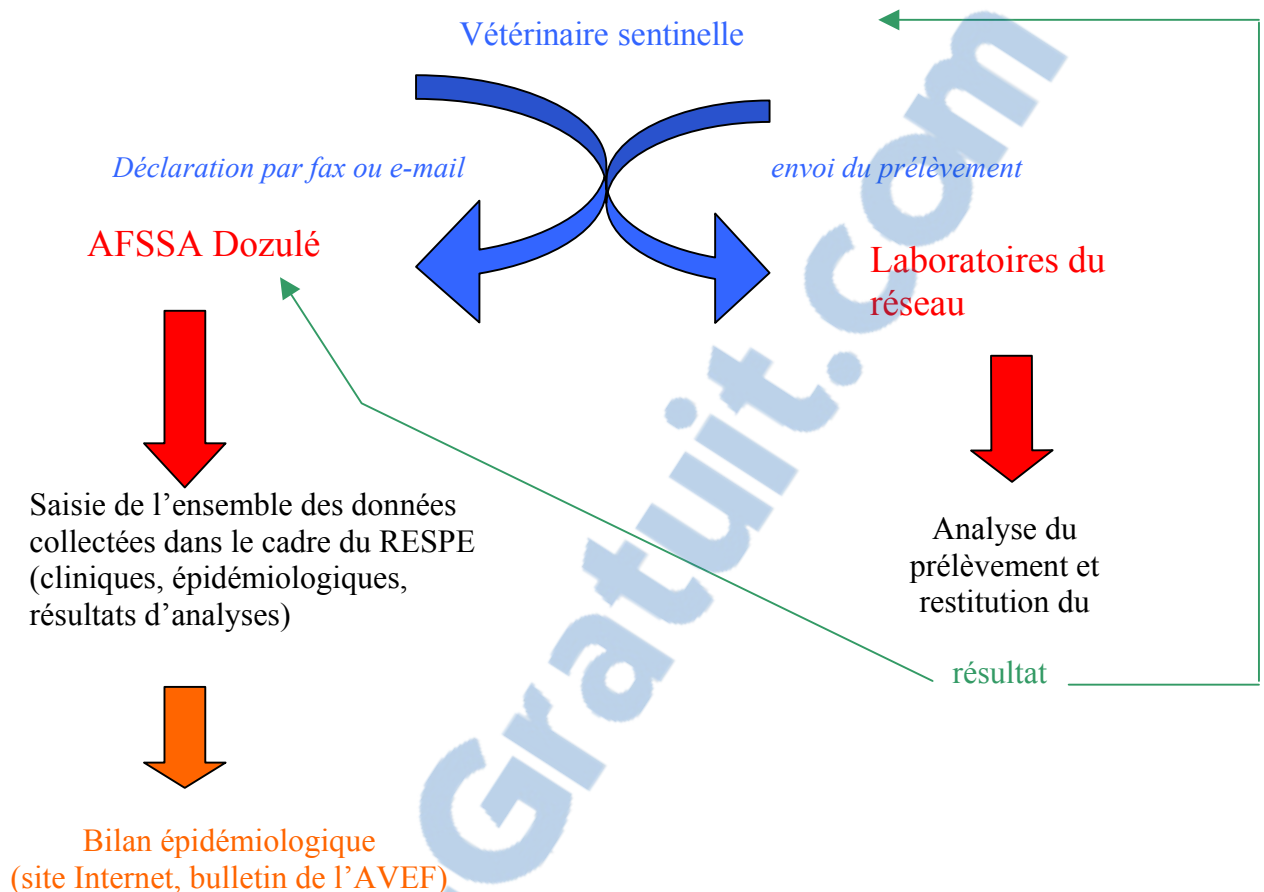 Vétérinaire sentinelle
Déclaration par fax ou e-mail
envoi du prélèvement
AFSSA Dozulé
Laboratoires du
réseau
Saisie de l’ensemble des données
collectées dans le cadre du RESPE
(cliniques, épidémiologiques,
résultats d’analyses)
Analyse du
prélèvement et
restitution du
résultat
Bilan épidémiologique
(site Internet, bulletin de l’AVEF)
Gratuit.com